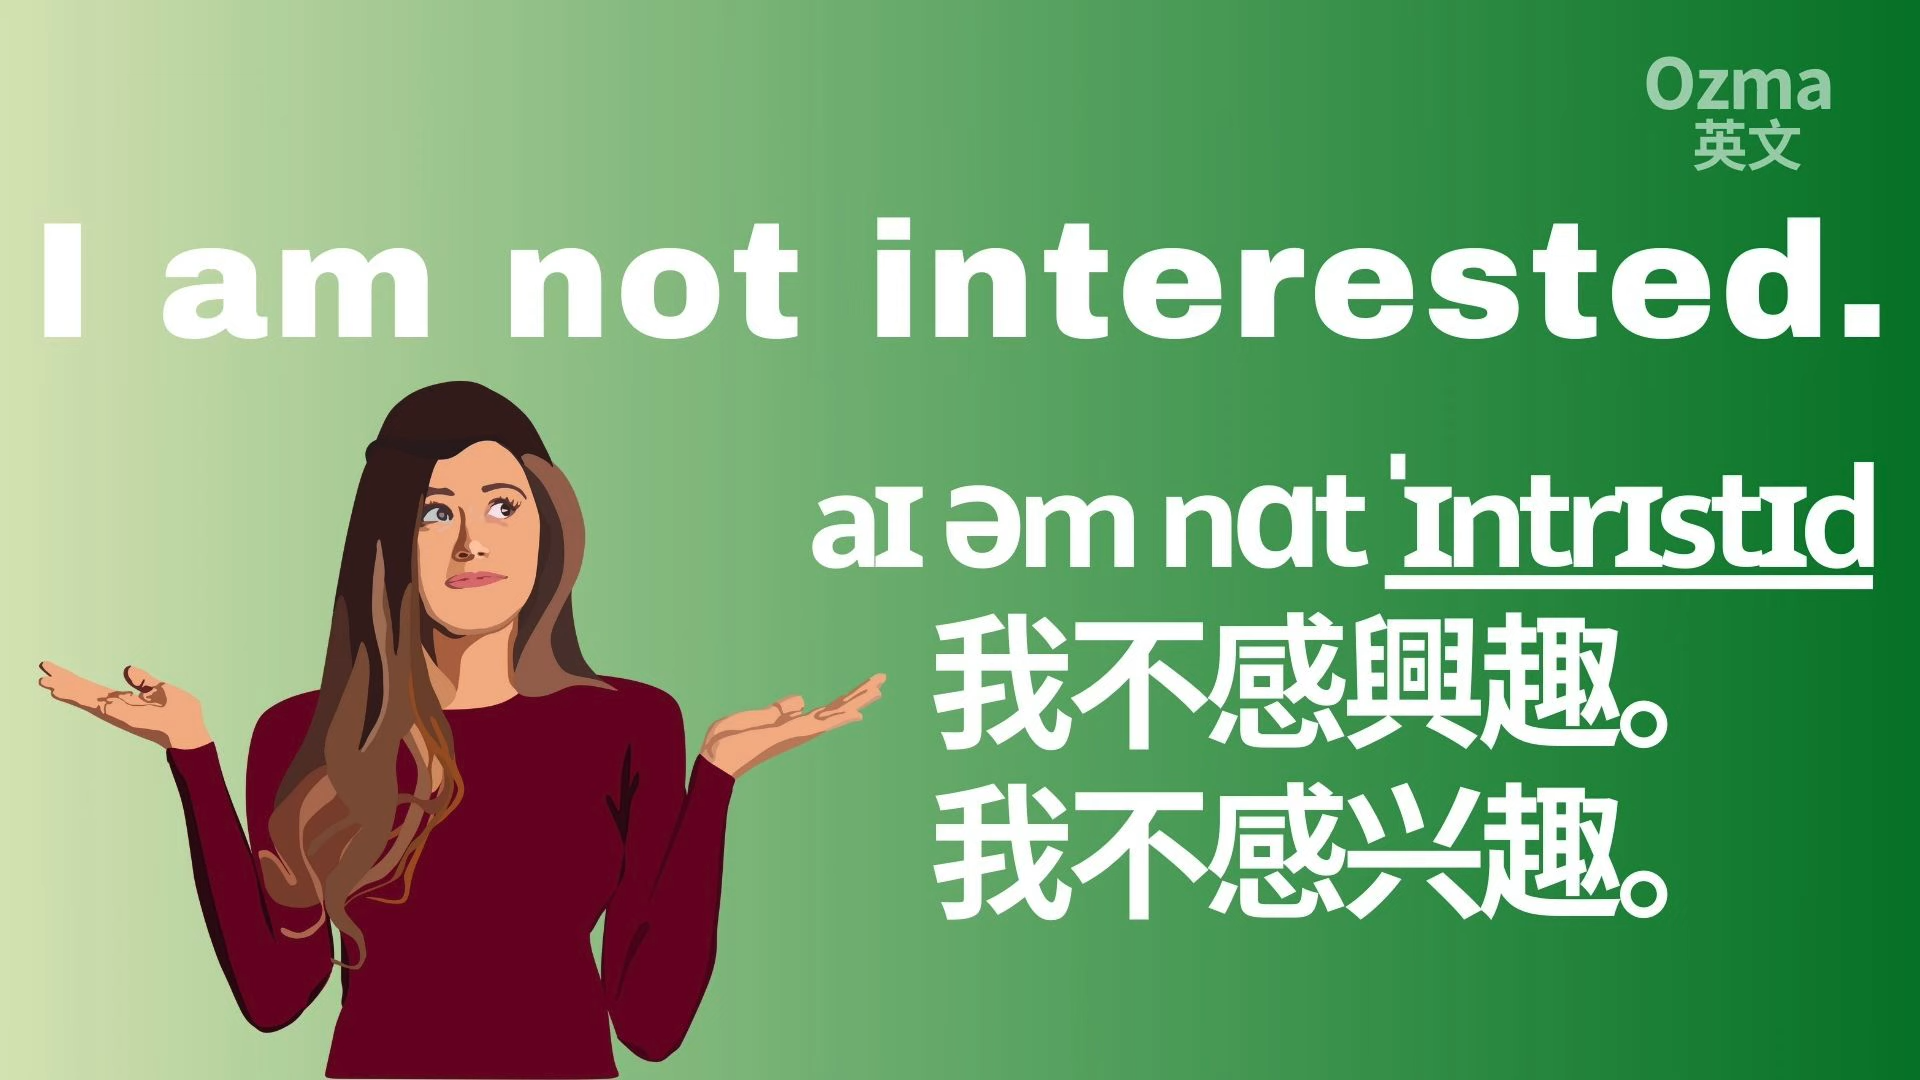 Ozma
英文
I am not interested.
aɪ əm nɑt ˈɪntrɪstɪd
我不感興趣。
我不感兴趣。